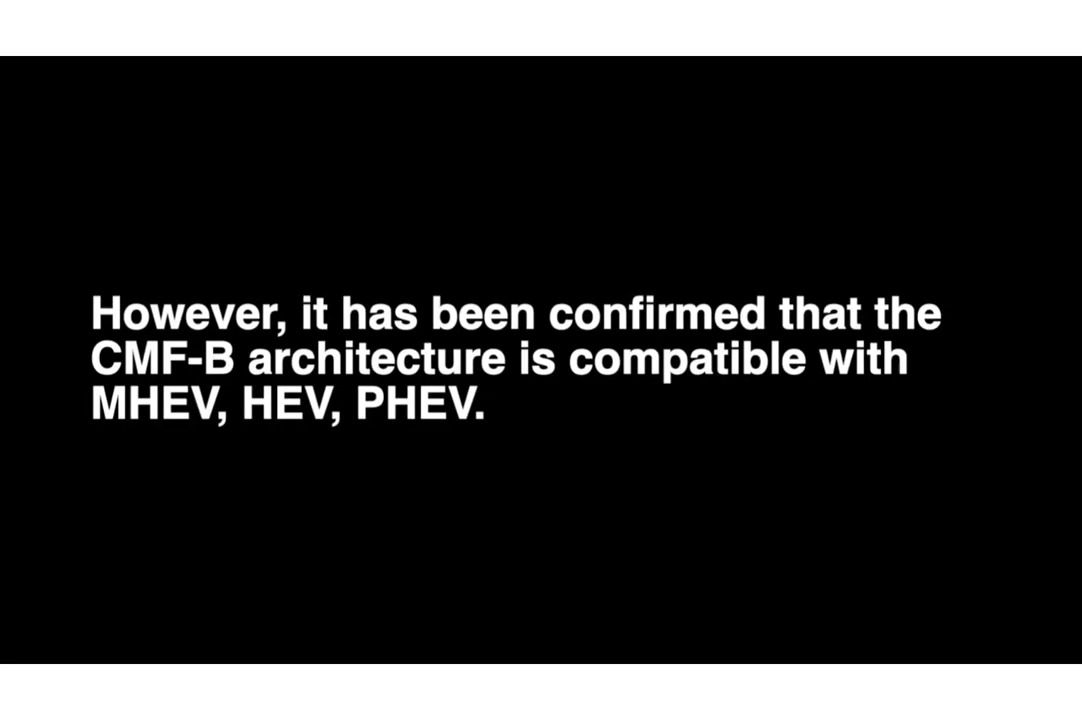 However, it has been confirmed that the
CMF-B architecture is compatible with
MHEV, HEV, PHEV.